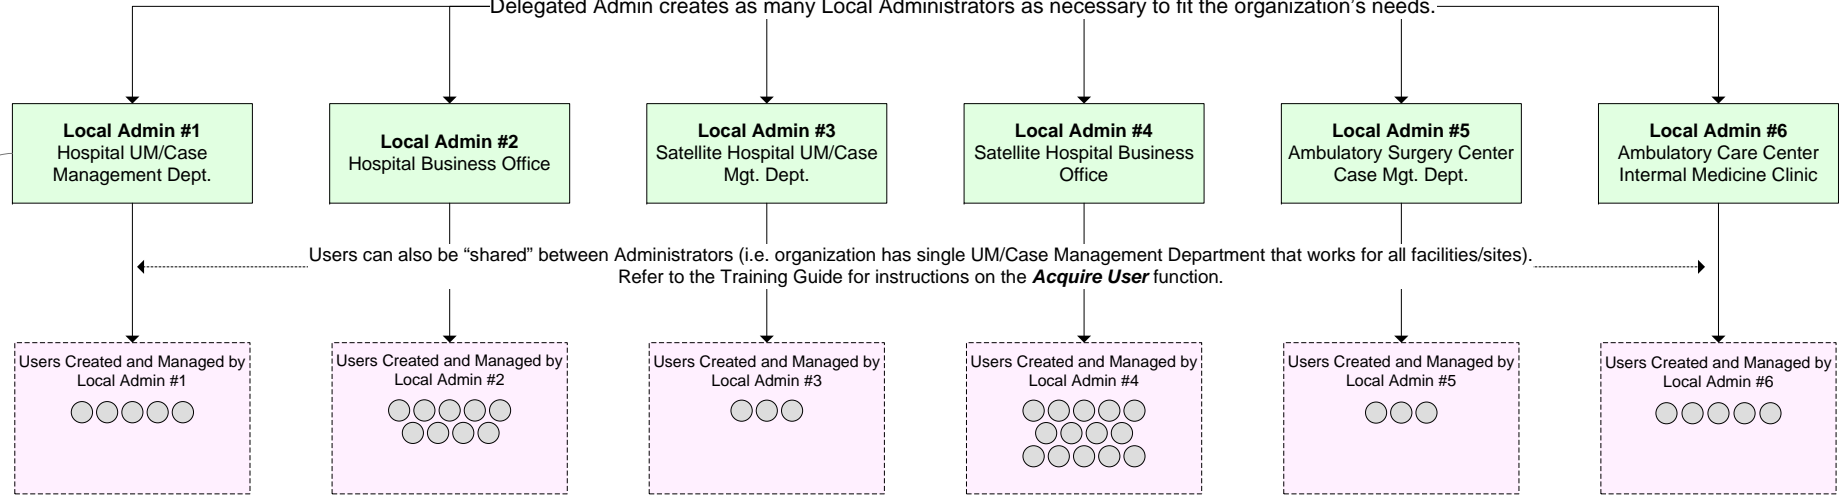 Delegated Admin creates as many Local Administrators as necessary to fit the organization's needs.
Local Admin #1
Hospital UM/Case
Management Dept.
Local Admin #2
Hospital Business Office
Local Admin #3
Satellite Hospital UM/Case
Mgt. Dept.
Local Admin #4
Satellite Hospital Business
Office
Local Admin #5
Ambulatory Surgery Center
Case Mgt. Dept.
Local Admin #6
Ambulatory Care Center
Intermal Medicine Clinic
Users can also be “shared” between Administrators (i.e. organization has single UM/Case Management Department that works for all facilities/sites).
Refer to the Training Guide for instructions on the Acquire User function.
Users Created and Managed by
Local Admin #1
Users Created and Managed by
Local Admin #2
Users Created and Managed by
Local Admin #3
Users Created and Managed by
Local Admin #4
Users Created and Managed by
Local Admin #5
Users Created and Managed by
Local Admin #6